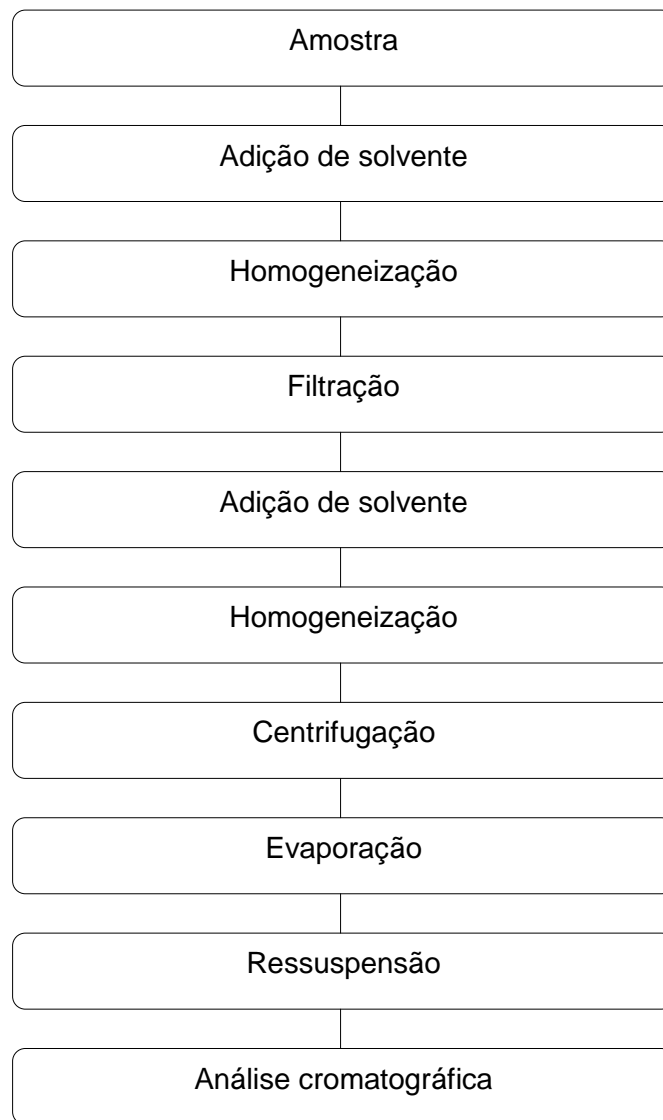 Amostra
Adição de solvente
Homogeneização
Filtração
Adição de solvente
Homogeneização
Centrifugação
Evaporação
Ressuspensão
Análise cromatográfica